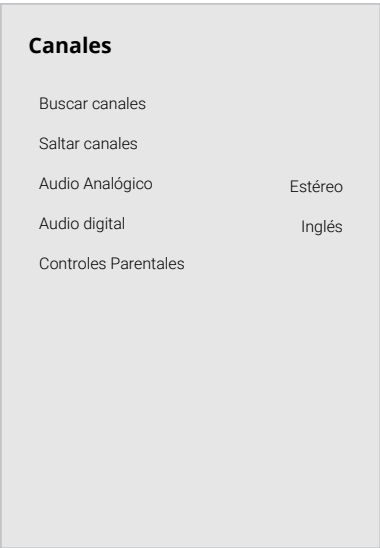 Canales
Buscar canales
Saltar canales
Audio Analógico Estéreo
Audio digital Inglés
Controles Parentales